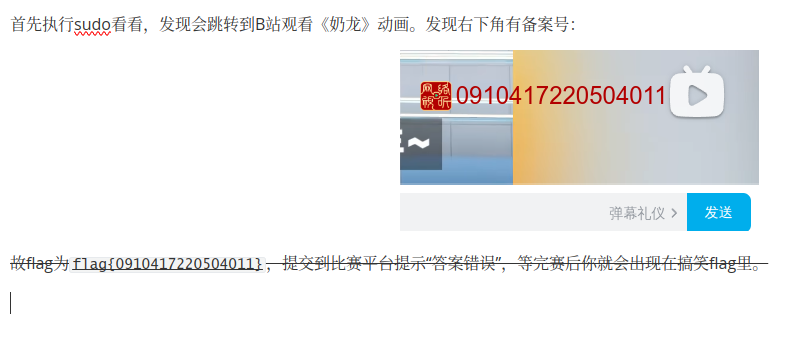 首先执行sudo看看，发现会跳转到B站观看《奶龙》动画。发现右下角有备案号：
网络视听
0910417220504011
~
弹幕礼仪 >
发送
故flag为flag{0910417220504011}，提交到比赛平台提示“答案错误”，等完赛后你就会出现在搞笑flag里。